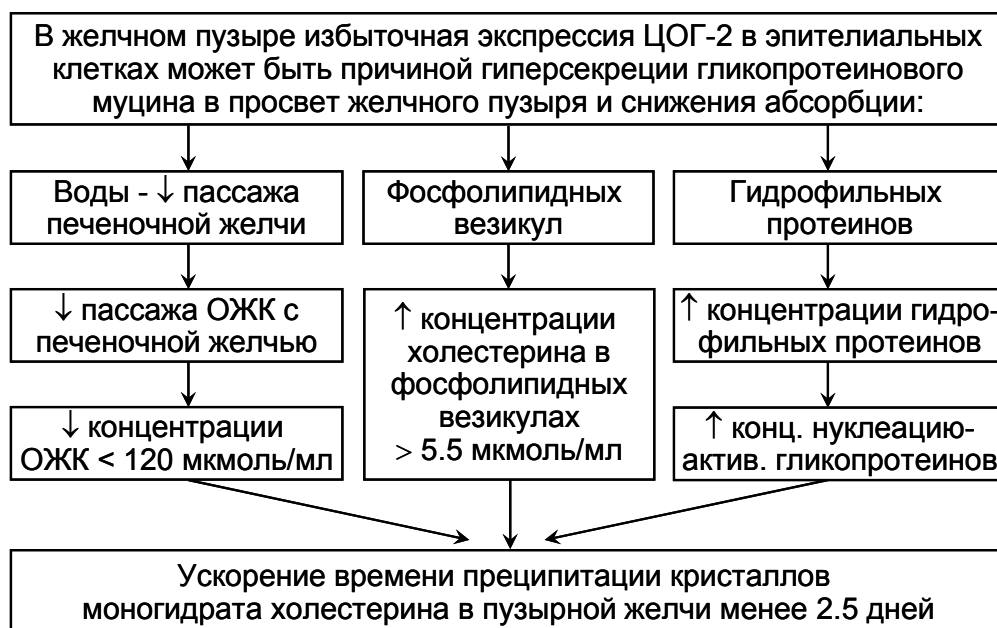 В желчном пузыре избыточная экспрессия ЦОГ-2 в эпителиальных
клетках может быть причиной гиперсекреции гликопротеинового
муцина в просвет желчного пузыря и снижения абсорбции:
Воды - ↓ пассажа
печеночной желчи
Фосфолипидных
везикул
Гидрофильных
протеинов
↓ пассажа ОЖК с
печеночной желчью
↑ концентрации
холестерина в
фосфолипидных
везикулах
> 5.5 мкмоль/мл
↑ концентрации гидро-
фильных протеинов
↓ концентрации
ОЖК < 120 мкмоль/мл
↑ конц. нуклеацию-
актив. гликопротеинов
Ускорение времени преципитации кристаллов
моногидрата холестерина в пузырной желчи менее 2.5 дней